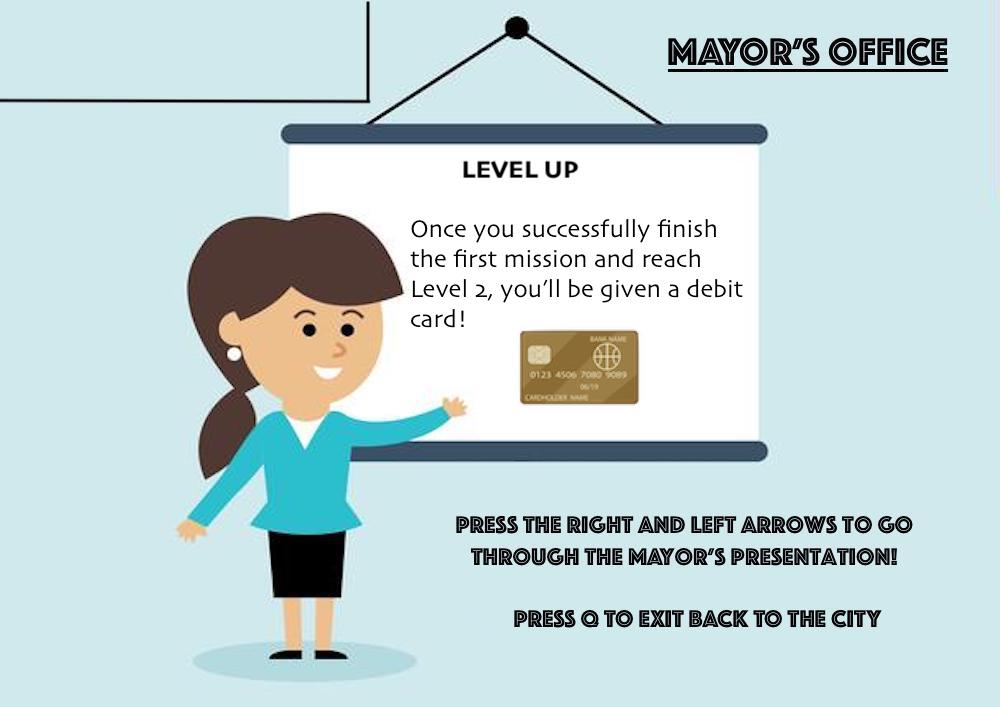 MAYOR'S OFFICE
LEVEL UP
Once you successfully finish
the first mission and reach
Level 2, you'll be given a debit
card!
BANK NAME
0123 4506 7080 9089
06/19
CARDHOLDER NAME
PRESS THE RIGHT AND LEFT ARROWS TO GO
THROUGH THE MAYOR'S PRESENTATION!
PRESS Q TO EXIT BACK TO THE CITY